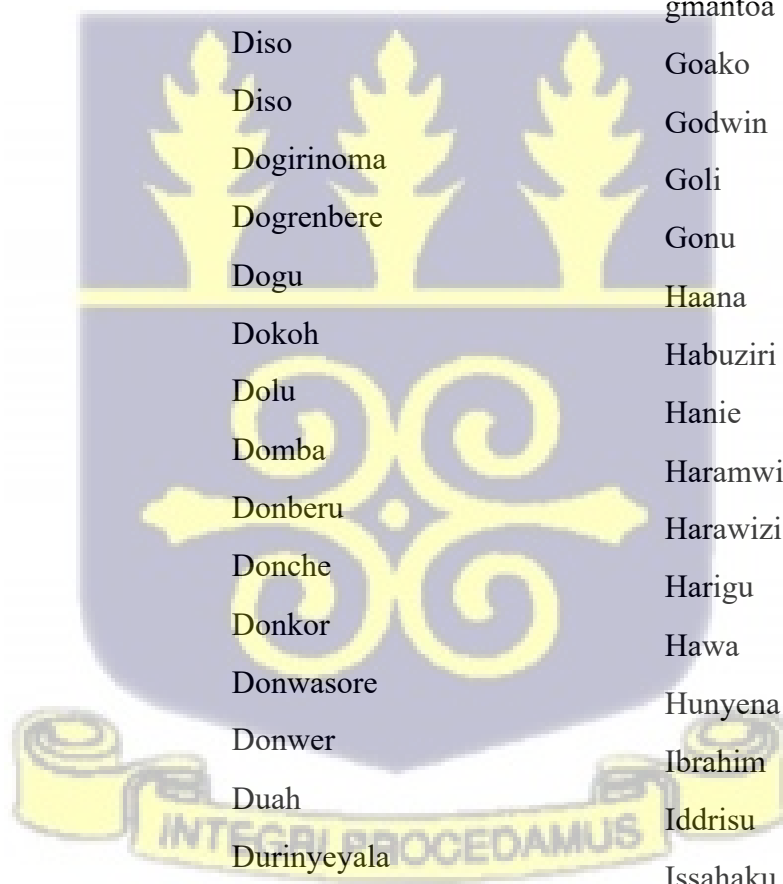 Diso
Diso
Dogirinoma
Dogrenbere
Dogu
Dokoh
Dolu
Domba
Donberu
Donche
Donkor
Donwasore
Donwer
Duah
Durinyeyala
gmantoa
Goako
Godwin
Goli
Gonu
Haana
Habuziri
Hanie
Haramwi
Harawizi
Harigu
Hawa
Hunyena
Ibrahim
Iddrisu
Issahaku
INTEGRI PROCEDAMUS